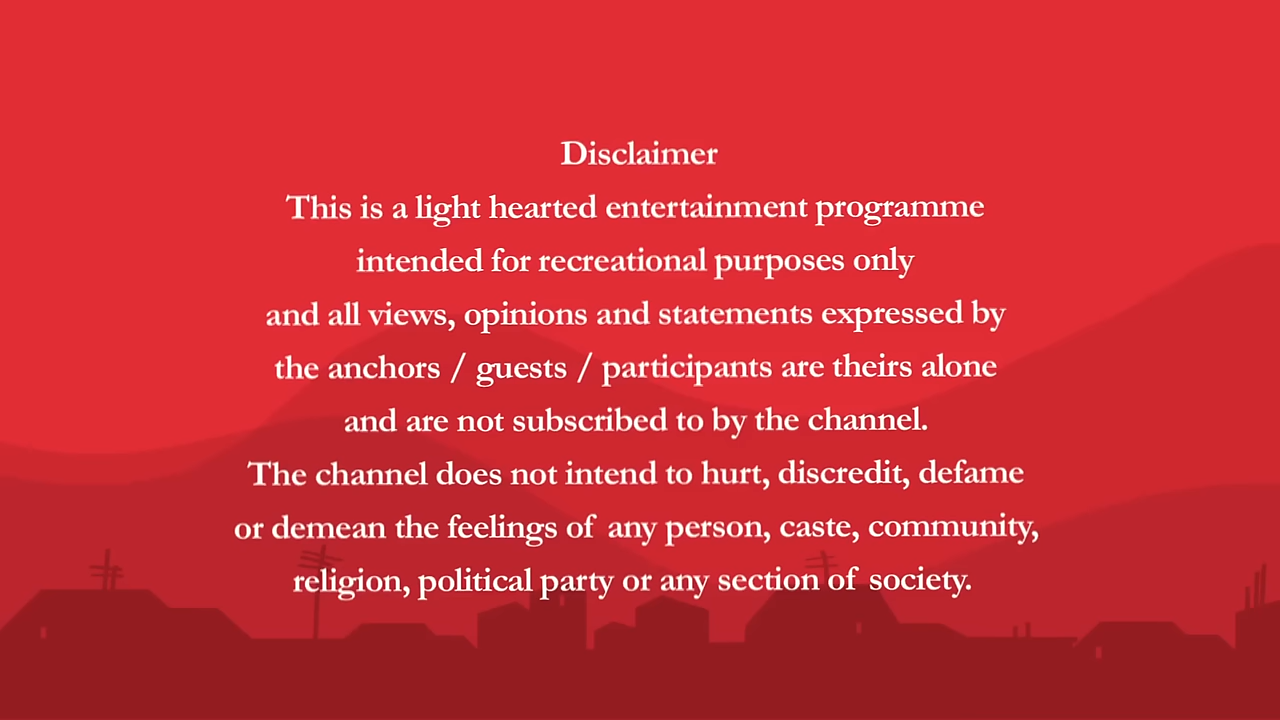 Disclaimer
This is a light hearted entertainment programme
intended for recreational purposes only
and all views, opinions and statements expressed by
the anchors / guests / participants are theirs alone
and are not subscribed to by the channel.
The channel does not intend to hurt, discredit, defame
or demean the feelings of any person, caste, community,
religion, political party or any section of society.